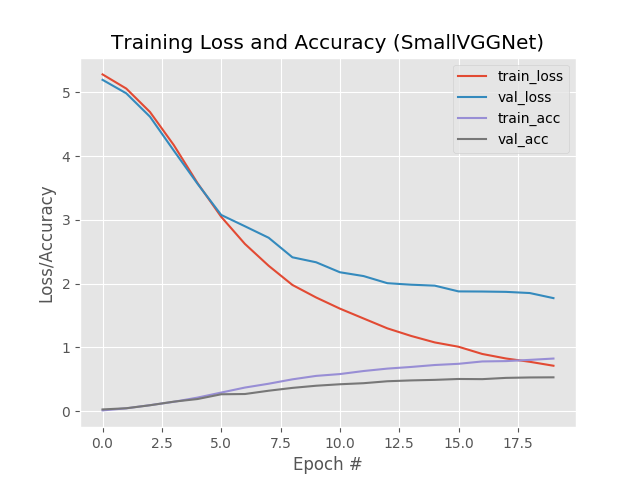 Training Loss and Accuracy (SmallVGGNet)
train_loss
val_loss
train_acc
val_acc
5
4
3
2
1
0
Loss/Accuracy
0.0 2.5 5.0 7.5 10.0 12.5 15.0 17.5
Epoch #